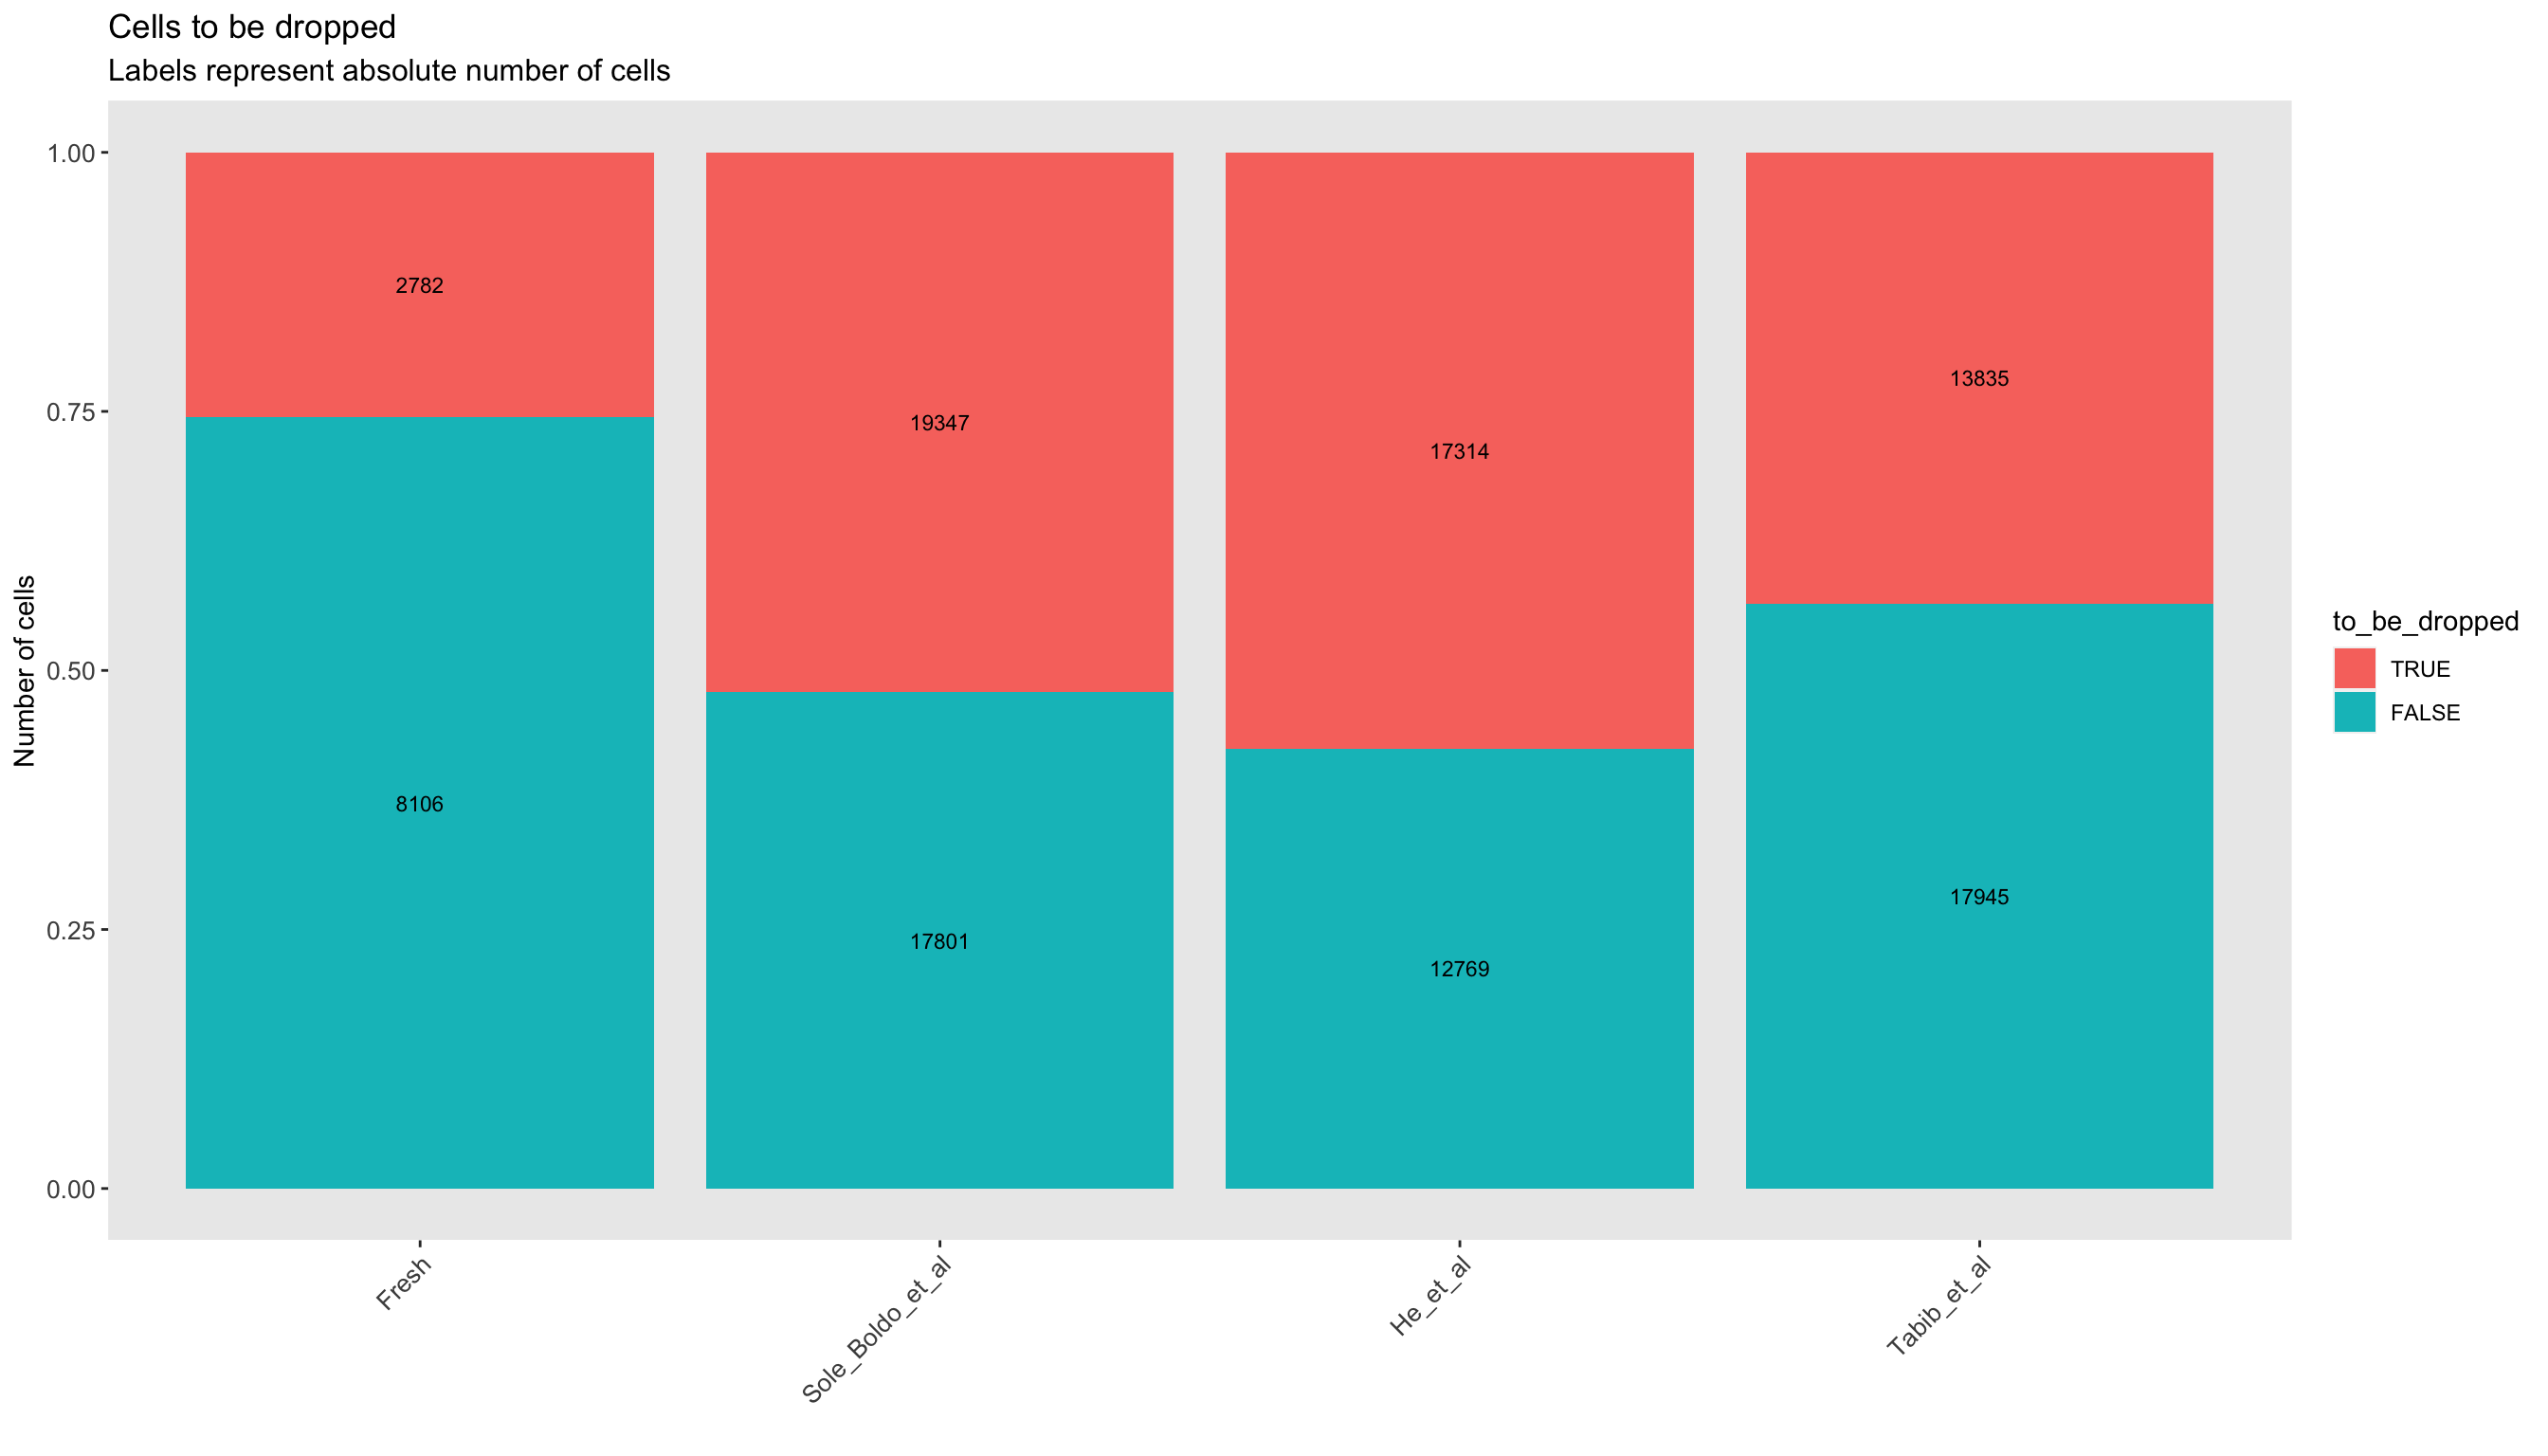 Cells to be dropped
Labels represent absolute number of cells
Number of cells
1.00
0.75
0.50
0.25
0.00
2782
8106
19347
17801
17314
12769
13835
17945
Fresh
Sole_Boldo_et_al
He_et_al
Tabib_et_al
to_be_dropped
TRUE
FALSE